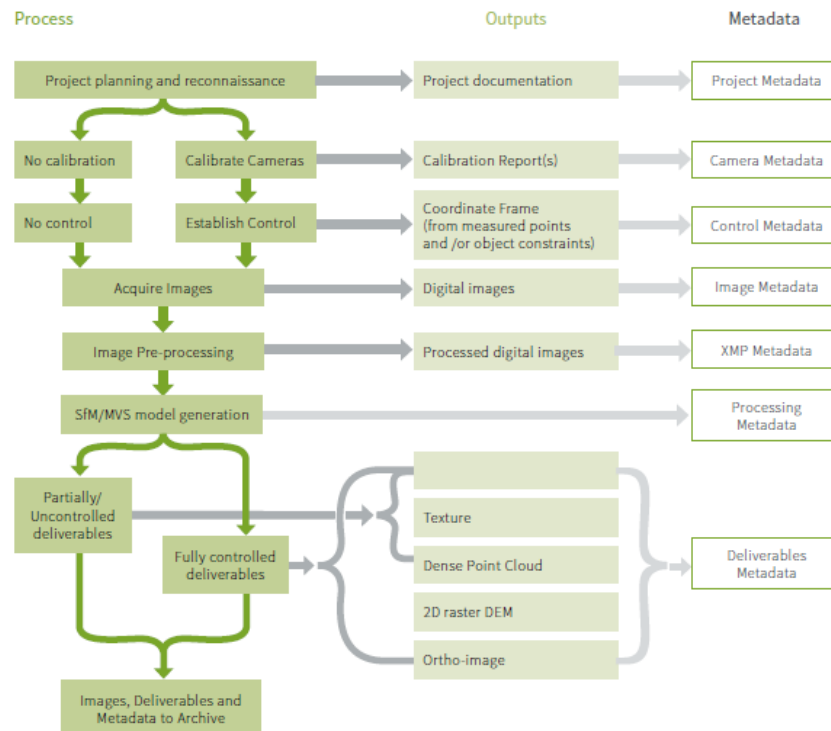 Process
Outputs
Metadata
Project planning and reconnaissance
Project documentation
Project Metadata
No calibration
Calibrate Cameras
Calibration Report(s)
Camera Metadata
No control
Establish Control
Coordinate Frame
(from measured points
and /or object constraints)
Control Metadata
Acquire Images
Digital images
Image Metadata
Image Pre-processing
Processed digital images
XMP Metadata
SfM/MVS model generation
Processing
Metadata
Partially/
Uncontrolled
deliverables
Texture
Fully controlled
deliverables
Dense Point Cloud
Deliverables
Metadata
2D raster DEM
Ortho-image
Images, Deliverables and
Metadata to Archive